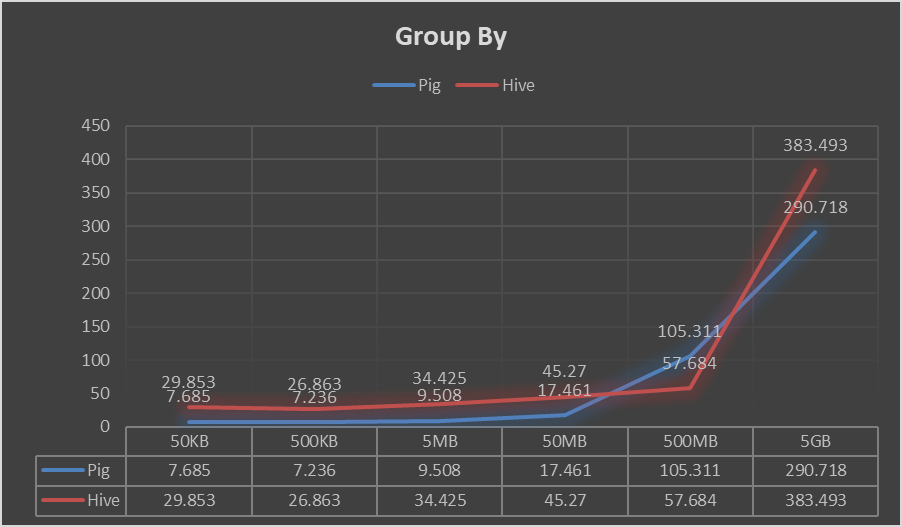 Group By
Pig Hive
450
400
350
300
250
200
150
100
50
0
383.493
290.718
105.311
57.684
29.853 26.863 34.425 45.27
7.685 7.236 9.508 17.461
50KB 500KB 5MB 50MB 500MB 5GB
Pig 7.685 7.236 9.508 17.461 105.311 290.718
Hive 29.853 26.863 34.425 45.27 57.684 383.493